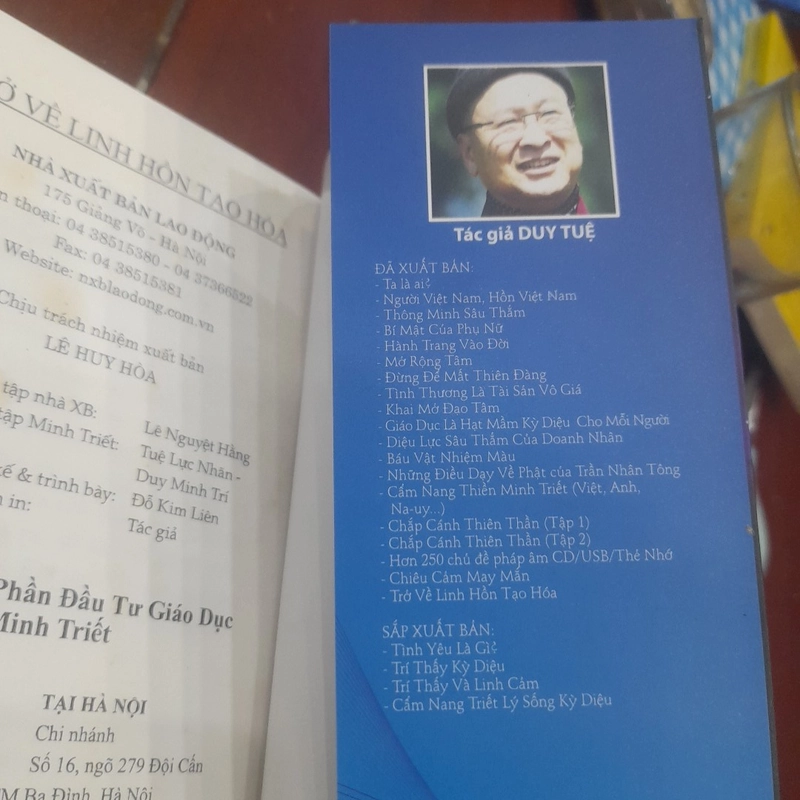 Ở VỀ LINH HỒN TẠO HÓA
NHÀ XUẤT BẢN LAO ĐỘNG
175 Giảng Võ - Hà Nội
thoại: 04 38515380 - 04 37366522
Fax: 04 38515381
Website: nxblaodong.com.vn
Chịu trách nhiệm xuất bản
LÊ HUY HÒA
tập nhà XB: Lê Nguyệt Hằng
tập Minh Triết: Tuệ Lực Nhân -
Duy Minh Trí
kế & trình bày: Đỗ Kim Liên
in: Tác giả
Phần Đầu Tư Giáo Dục
Minh Triết
TẠI HÀ NỘI
Chi nhánh
Số 16, ngõ 279 Đội Cấn
Ba Đình, Hà Nội
Tác giả DUY TUỆ
ĐÃ XUẤT BẢN:
- Ta là ai?
- Người Việt Nam, Hồn Việt Nam
- Thông Minh Sâu Thẳm
- Bí Mật Của Phụ Nữ
- Hành Trang Vào Đời
- Mở Rộng Tâm
- Đừng Để Mất Thiên Đàng
- Tình Thương Là Tài Sản Vô Giá
- Khai Mở Đạo Tâm
- Giáo Dục Là Hạt Mầm Kỳ Diệu Cho Mỗi Người
- Diệu Lực Sâu Thẳm Của Doanh Nhân
- Báu Vật Nhiệm Màu
- Những Điều Dạy Về Phật của Trần Nhân Tông
- Cẩm Nang Thiền Minh Triết (Việt, Anh,
Na-uy...)
- Chắp Cánh Thiên Thần (Tập 1)
- Chắp Cánh Thiên Thần (Tập 2)
- Hơn 250 chủ đề pháp âm CD/USB/Thẻ Nhớ
- Chiêu Cảm May Mắn
- Trở Về Linh Hồn Tạo Hóa
SẮP XUẤT BẢN:
- Tình Yêu Là Gì?
- Trí Thấy Kỳ Diệu
- Trí Thấy Và Linh Cảm
- Cẩm Nang Triết Lý Sống Kỳ Diệu